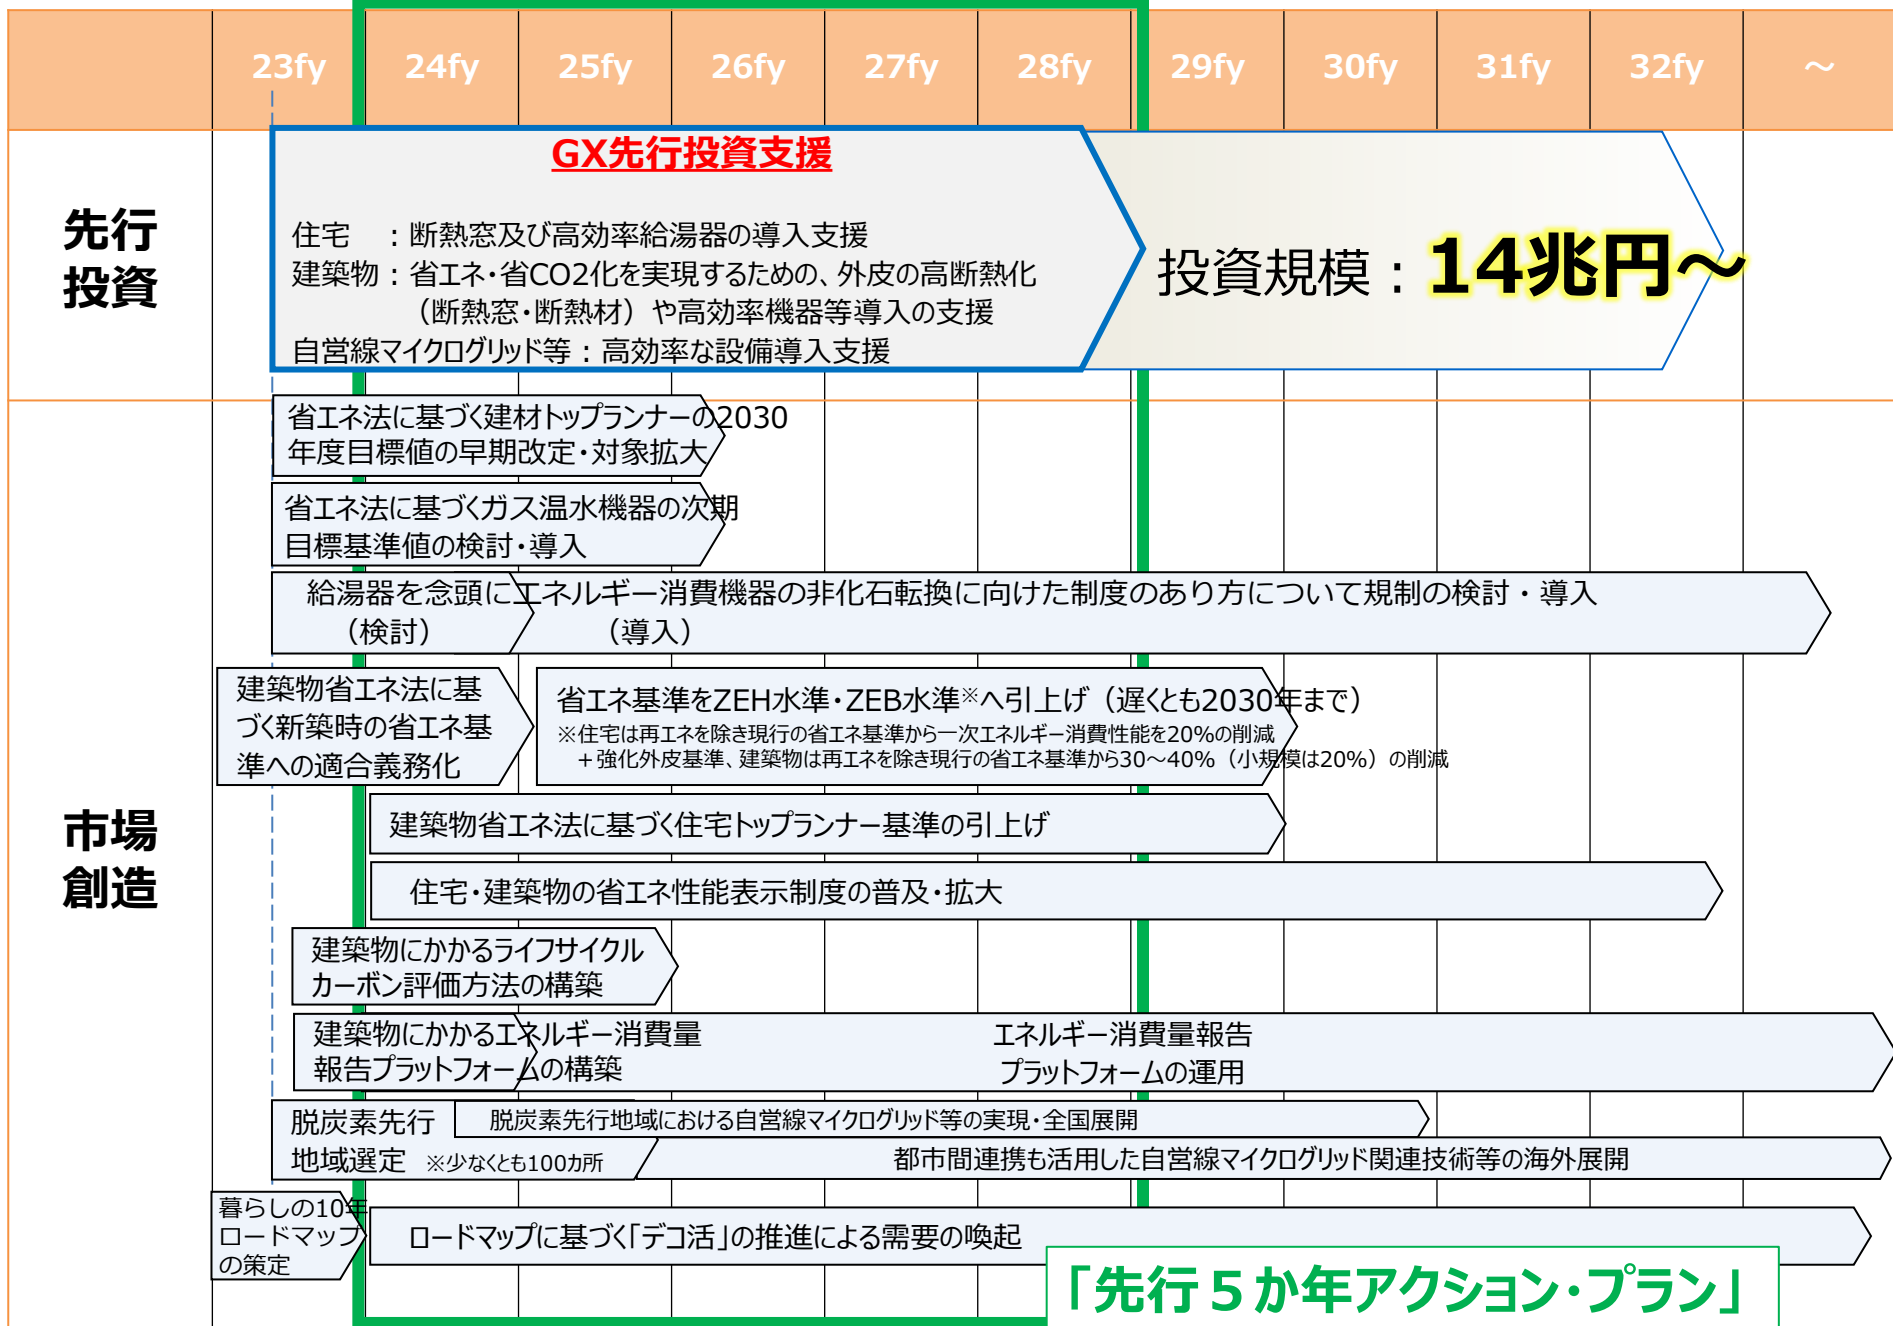 23fy 24fy 25fy 26fy 27fy 28fy 29fy 30fy 31fy 32fy ～
先行
投資
GX先行投資支援
住宅　：断熱窓及び高効率給湯器の導入支援
建築物：省エネ・省CO2化を実現するための、外皮の高断熱化
（断熱窓・断熱材）や高効率機器等導入の支援
自営線マイクログリッド等：高効率な設備導入支援
投資規模：14兆円～
市場
創造
省エネ法に基づく建材トップランナーの2030
年度目標値の早期改定・対象拡大
省エネ法に基づくガス温水機器の次期
目標基準値の検討・導入
給湯器を念頭にエネルギー消費機器の非化石転換に向けた制度のあり方について規制の検討・導入
（検討）　（導入）
建築物省エネ法に基
づく新築時の省エネ基
準への適合義務化
省エネ基準をZEH水準・ZEB水準※へ引上げ（遅くとも2030年まで）
※住宅は再エネを除き現行の省エネ基準から一次エネルギー消費性能を20%の削減
＋強化外皮基準、建築物は再エネを除き現行の省エネ基準から30～40%（小規模は20%）の削減
建築物省エネ法に基づく住宅トップランナー基準の引上げ
住宅・建築物の省エネ性能表示制度の普及・拡大
建築物にかかるライフサイクル
カーボン評価方法の構築
建築物にかかるエネルギー消費量
報告プラットフォームの構築
エネルギー消費量報告
プラットフォームの運用
脱炭素先行
地域選定 ※少なくとも100カ所
脱炭素先行地域における自営線マイクログリッド等の実現・全国展開
都市間連携も活用した自営線マイクログリッド関連技術等の海外展開
暮らしの10年
ロードマップ
の策定
ロードマップに基づく「デコ活」の推進による需要の喚起
「先行５か年アクション・プラン」